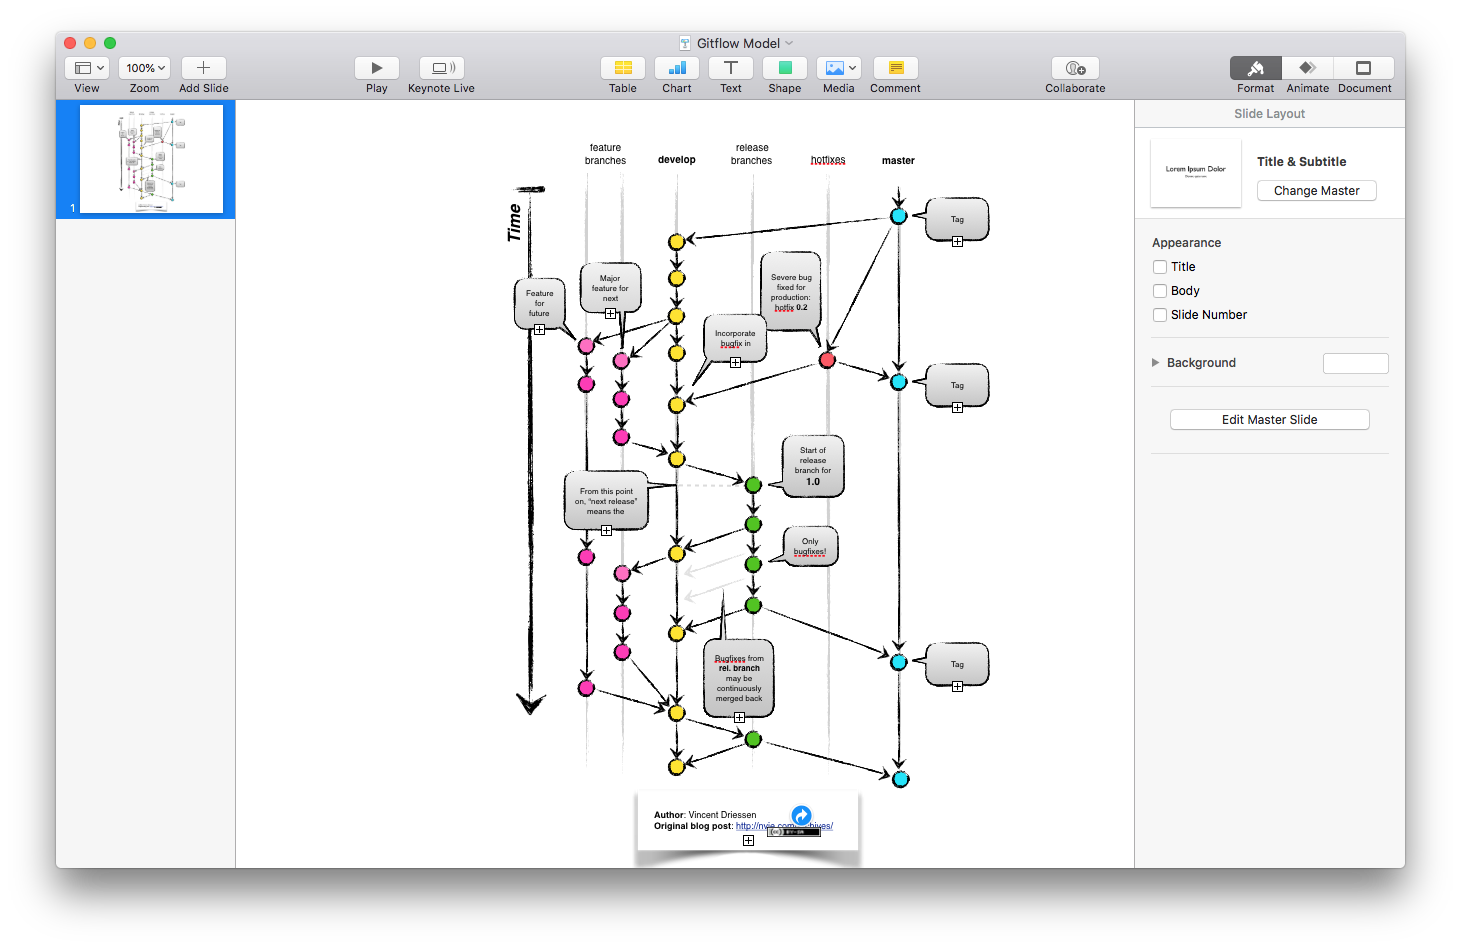 Gitflow Model
View
100%
Zoom
Add Slide
Play
Keynote Live
Table
Chart
Text
Shape
Media
Comment
Collaborate
Format
Animate
Document
1
feature
branches
develop
release
branches
hotfixes
master
Time
Tag
Feature
for
future
Major
feature for
next
Severe bug
fixed for
production:
hotfix 0.2
Incorporate
bugfix in
Tag
Start of
release
branch for
1.0
From this point
on, “next release”
means the
Only
bugfixes!
Tag
Bugfixes from
rel. branch
may be
continuously
merged back
Author: Vincent Driessen
Original blog post:
Slide Layout
Lorem Ipsum Dolor
Title & Subtitle
Change Master
Appearance
Title
Body
Slide Number
Background
Edit Master Slide